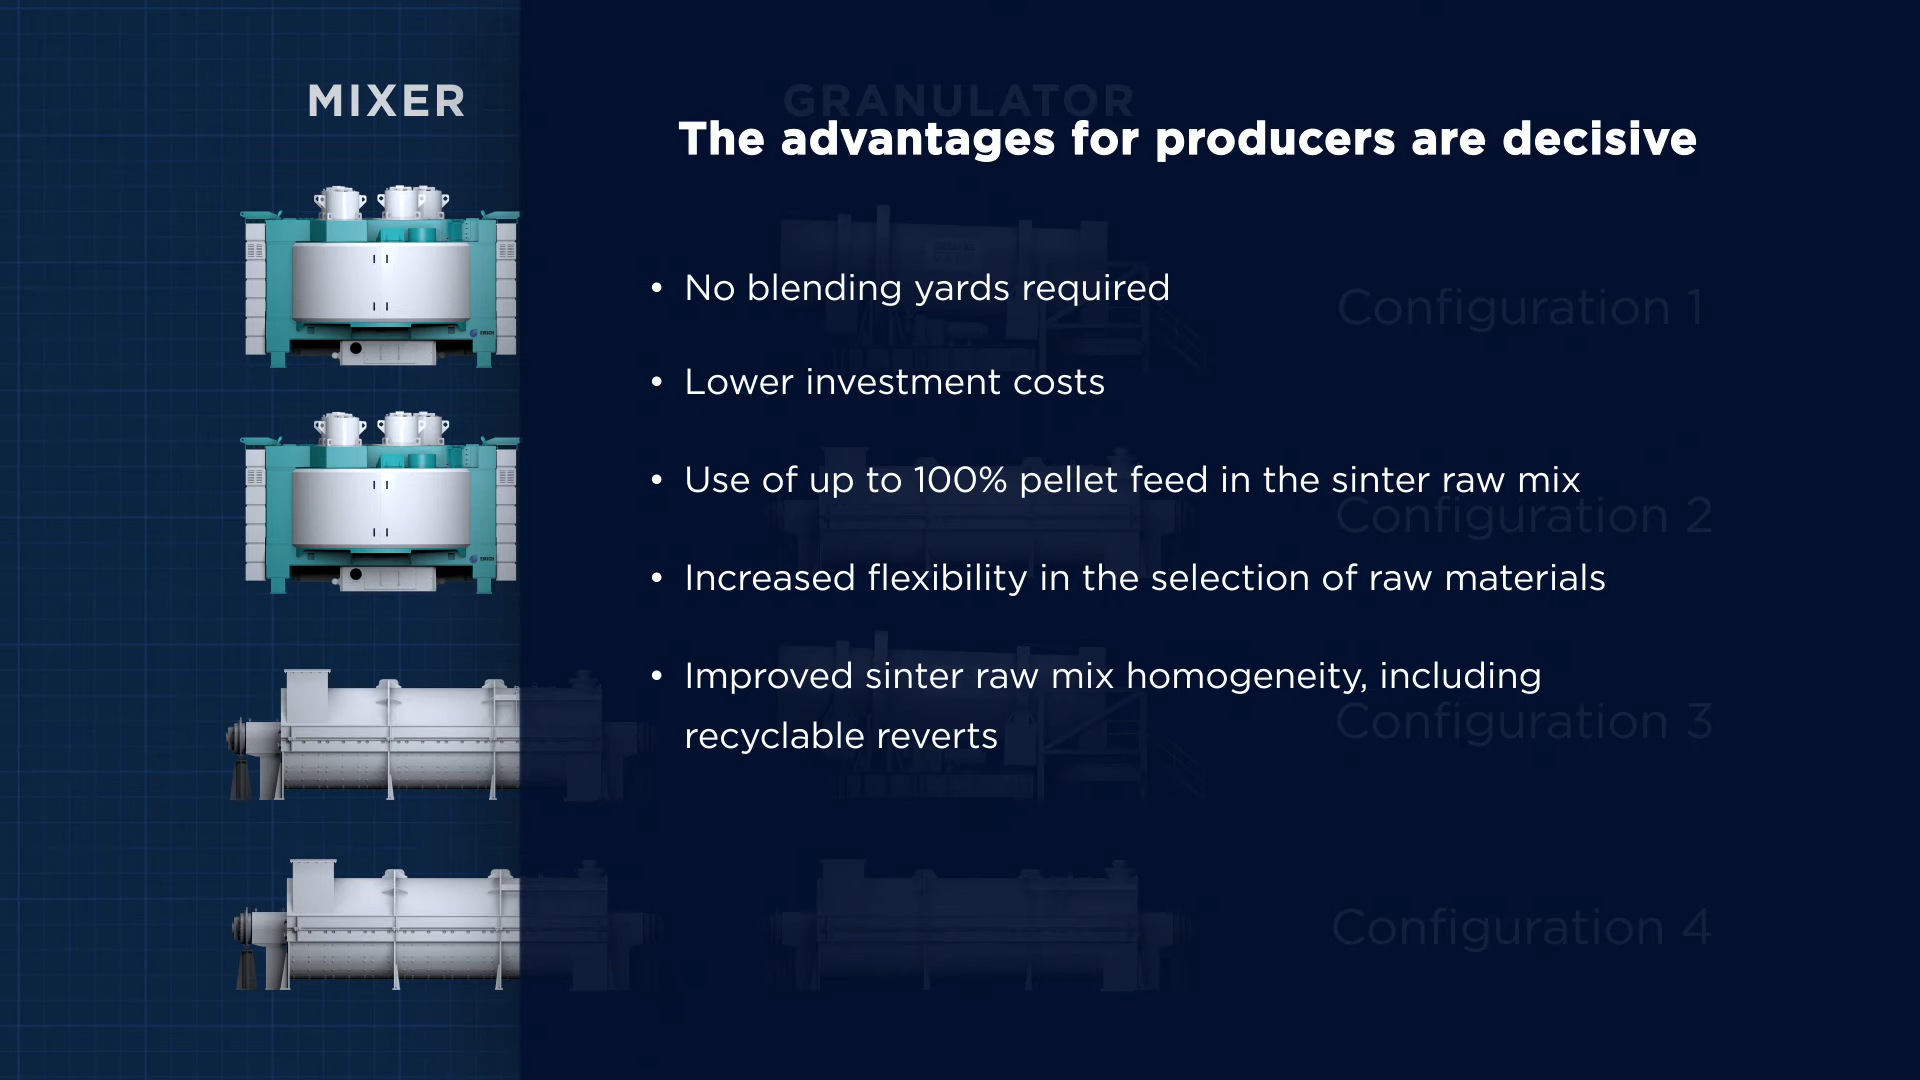 MIXER
GRANULATOR
The advantages for producers are decisive
• No blending yards required
Configuration 1
• Lower investment costs
• Use of up to 100% pellet feed in the sinter raw mix
Configuration 2
• Increased flexibility in the selection of raw materials
• Improved sinter raw mix homogeneity, including
recyclable reverts
Configuration 3
Configuration 4